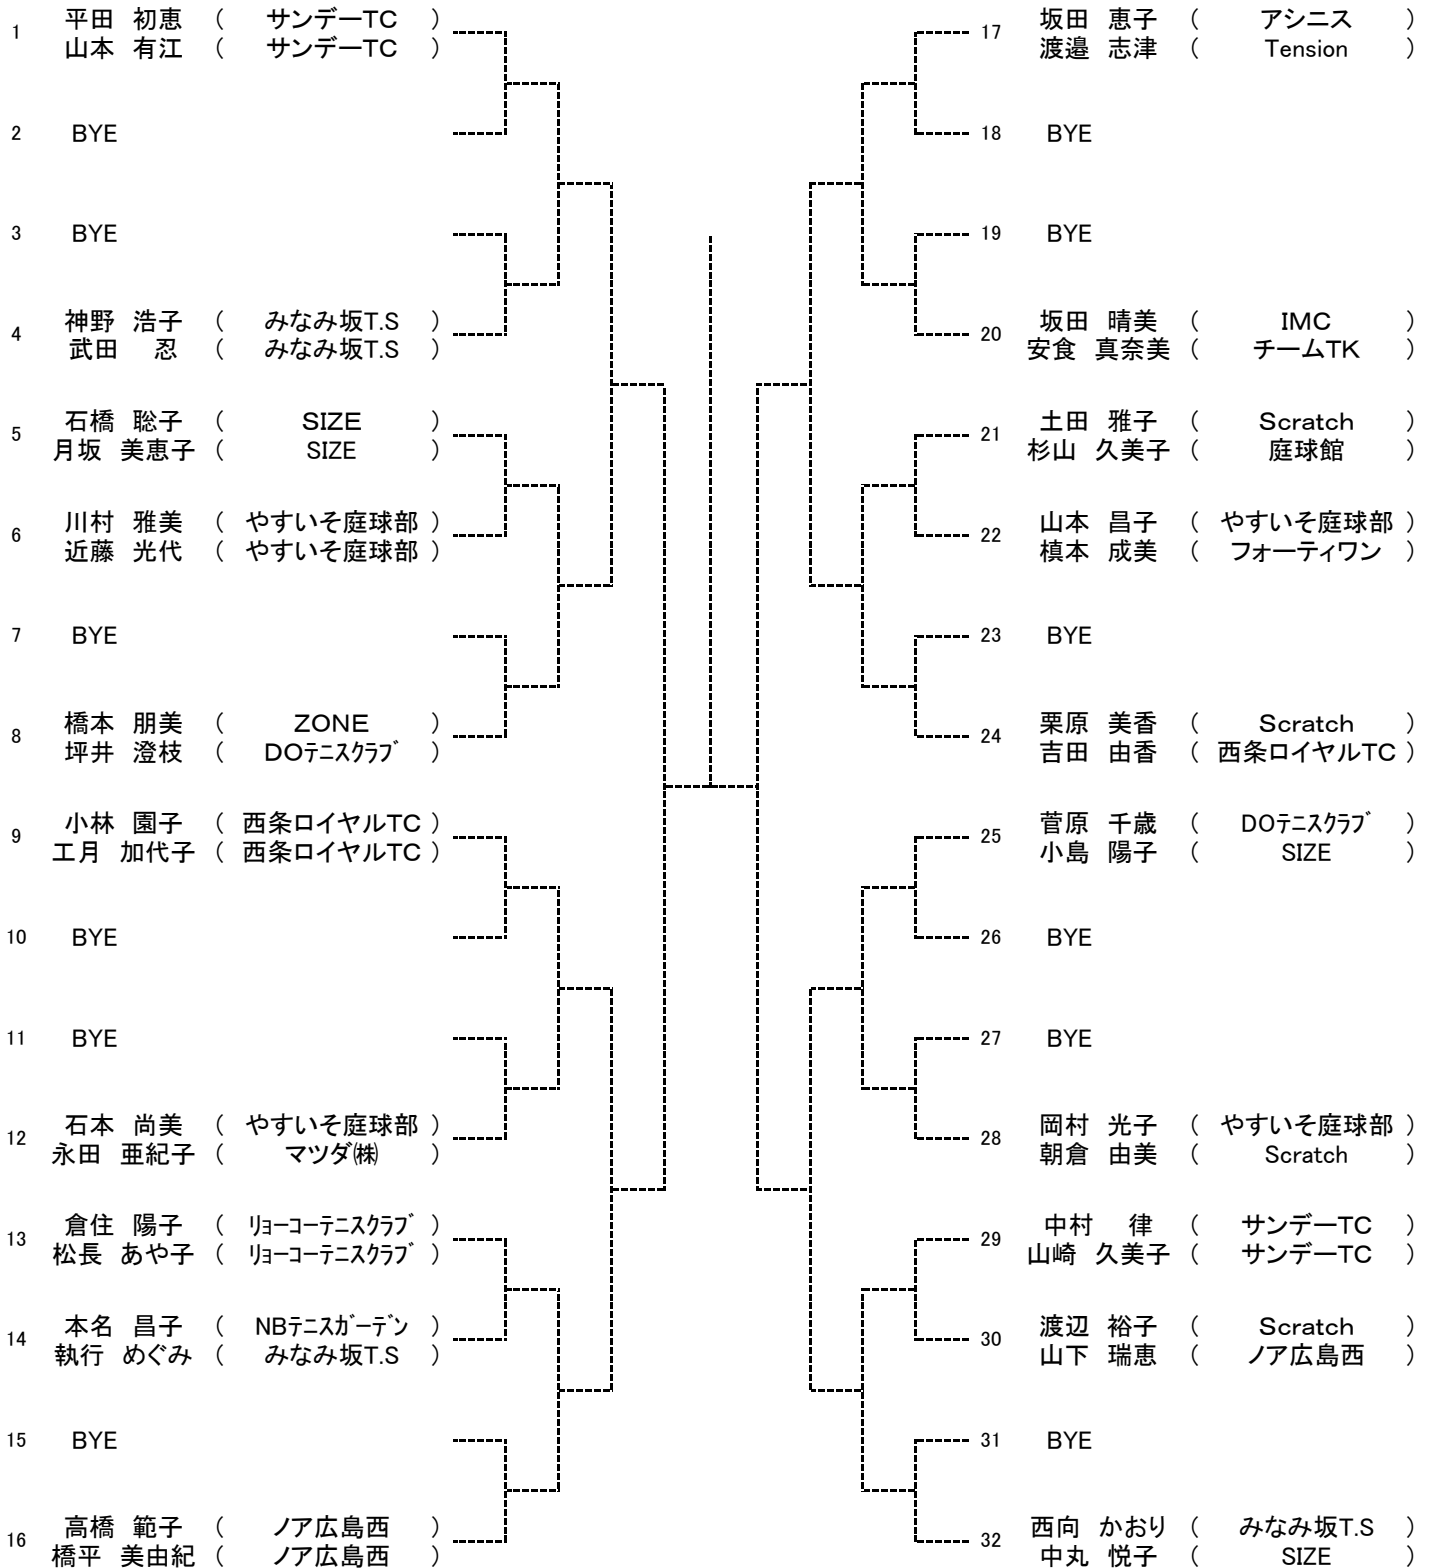 1 平田 初恵 ( サンデーTC )
山本 有江 ( サンデーTC )
2 BYE
3 BYE
4 神野 浩子 ( みなみ坂T.S )
武田 忍 ( みなみ坂T.S )
5 石橋 聡子 ( SIZE )
月坂 美恵子 ( SIZE )
6 川村 雅美 ( やすいそ庭球部 )
近藤 光代 ( やすいそ庭球部 )
7 BYE
8 橋本 朋美 ( ZONE )
坪井 澄枝 ( DOﾃﾆｽｸﾗﾌﾞ )
9 小林 園子 ( 西条ロイヤルTC )
工月 加代子 ( 西条ロイヤルTC )
10 BYE
11 BYE
12 石本 尚美 ( やすいそ庭球部 )
永田 亜紀子 ( マツダ㈱ )
13 倉住 陽子 ( ﾘｮｰｺｰﾃﾆｽｸﾗﾌﾞ )
松長 あや子 ( ﾘｮｰｺｰﾃﾆｽｸﾗﾌﾞ )
14 本名 昌子 ( NBﾃﾆｽｶﾞｰﾃﾞﾝ )
執行 めぐみ ( みなみ坂T.S )
15 BYE
16 高橋 範子 ( ノア広島西 )
橋平 美由紀 ( ノア広島西 )
17 坂田 恵子 ( アシニス )
渡邉 志津 ( Tension )
18 BYE
19 BYE
20 坂田 晴美 ( IMC )
安食 真奈美 ( チームTK )
21 土田 雅子 ( Scratch )
杉山 久美子 ( 庭球館 )
22 山本 昌子 ( やすいそ庭球部 )
槙本 成美 ( フォーティワン )
23 BYE
24 栗原 美香 ( Scratch )
吉田 由香 ( 西条ロイヤルTC )
25 菅原 千歳 ( DOﾃﾆｽｸﾗﾌﾞ )
小島 陽子 ( SIZE )
26 BYE
27 BYE
28 岡村 光子 ( やすいそ庭球部 )
朝倉 由美 ( Scratch )
29 中村 律 ( サンデーTC )
山崎 久美子 ( サンデーTC )
30 渡辺 裕子 ( Scratch )
山下 瑞恵 ( ノア広島西 )
31 BYE
32 西向 かおり ( みなみ坂T.S )
中丸 悦子 ( SIZE )